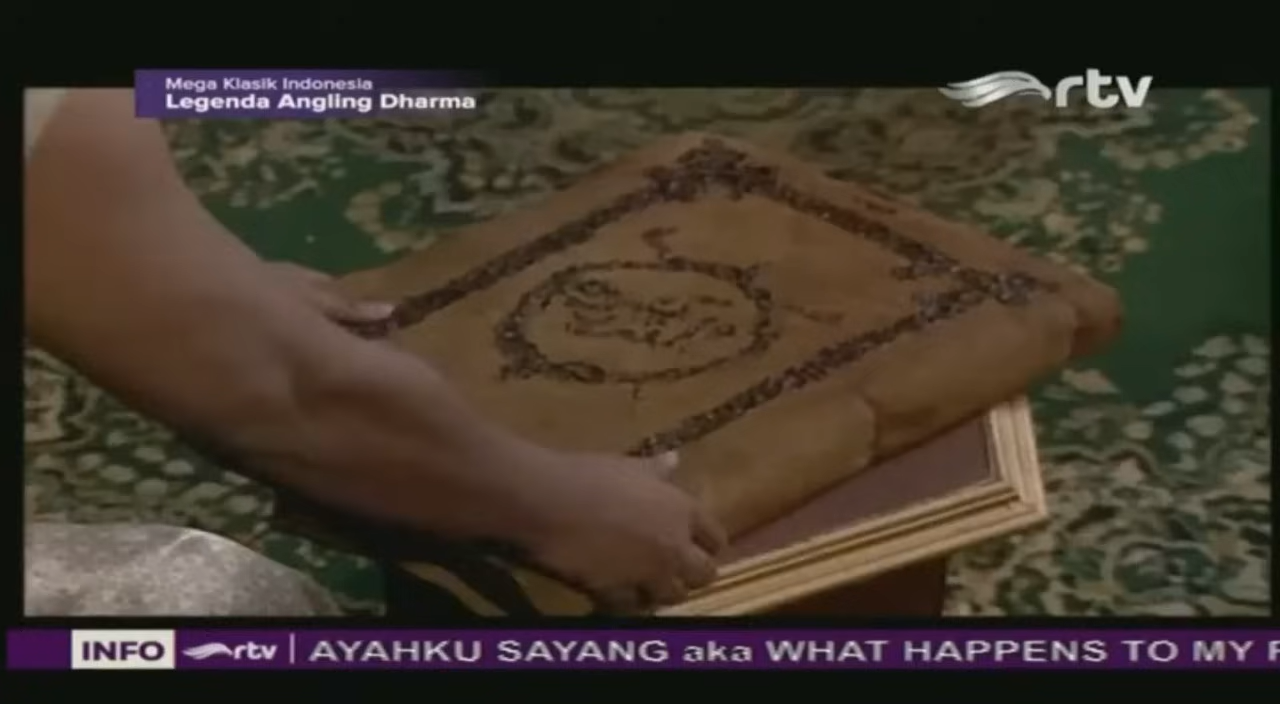 Mega Klasik Indonesia
Legenda Angling Dharma
rtv
INFO rtv AYAHKU SAYANG aka WHAT HAPPENS TO MY